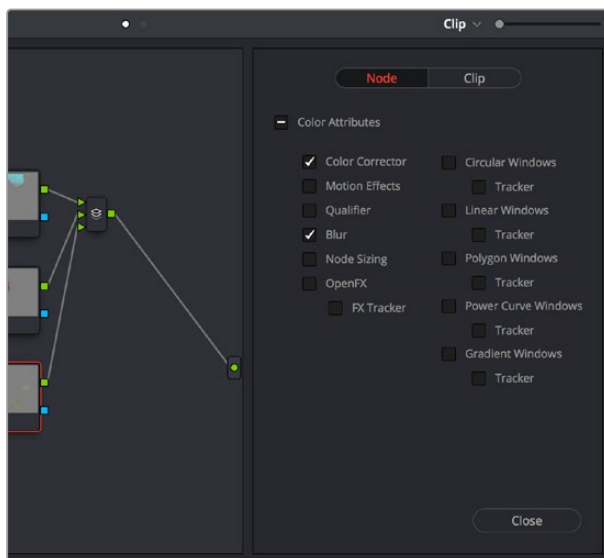 Clip
Node
Clip
Color Attributes
Color Corrector
Motion Effects
Qualifier
Blur
Node Sizing
OpenFX
FX Tracker
Circular Windows
Tracker
Linear Windows
Tracker
Polygon Windows
Tracker
Power Curve Windows
Tracker
Gradient Windows
Tracker
Close